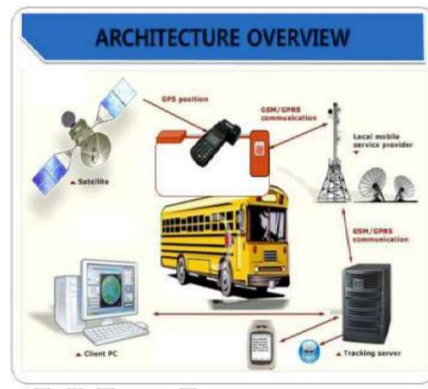 ARCHITECTURE OVERVIEW
GPS position
GSM/GPRS
communication
Local mobile
service provider
Satellite
GSM/GPRS
communication
Client PC
Tracking server